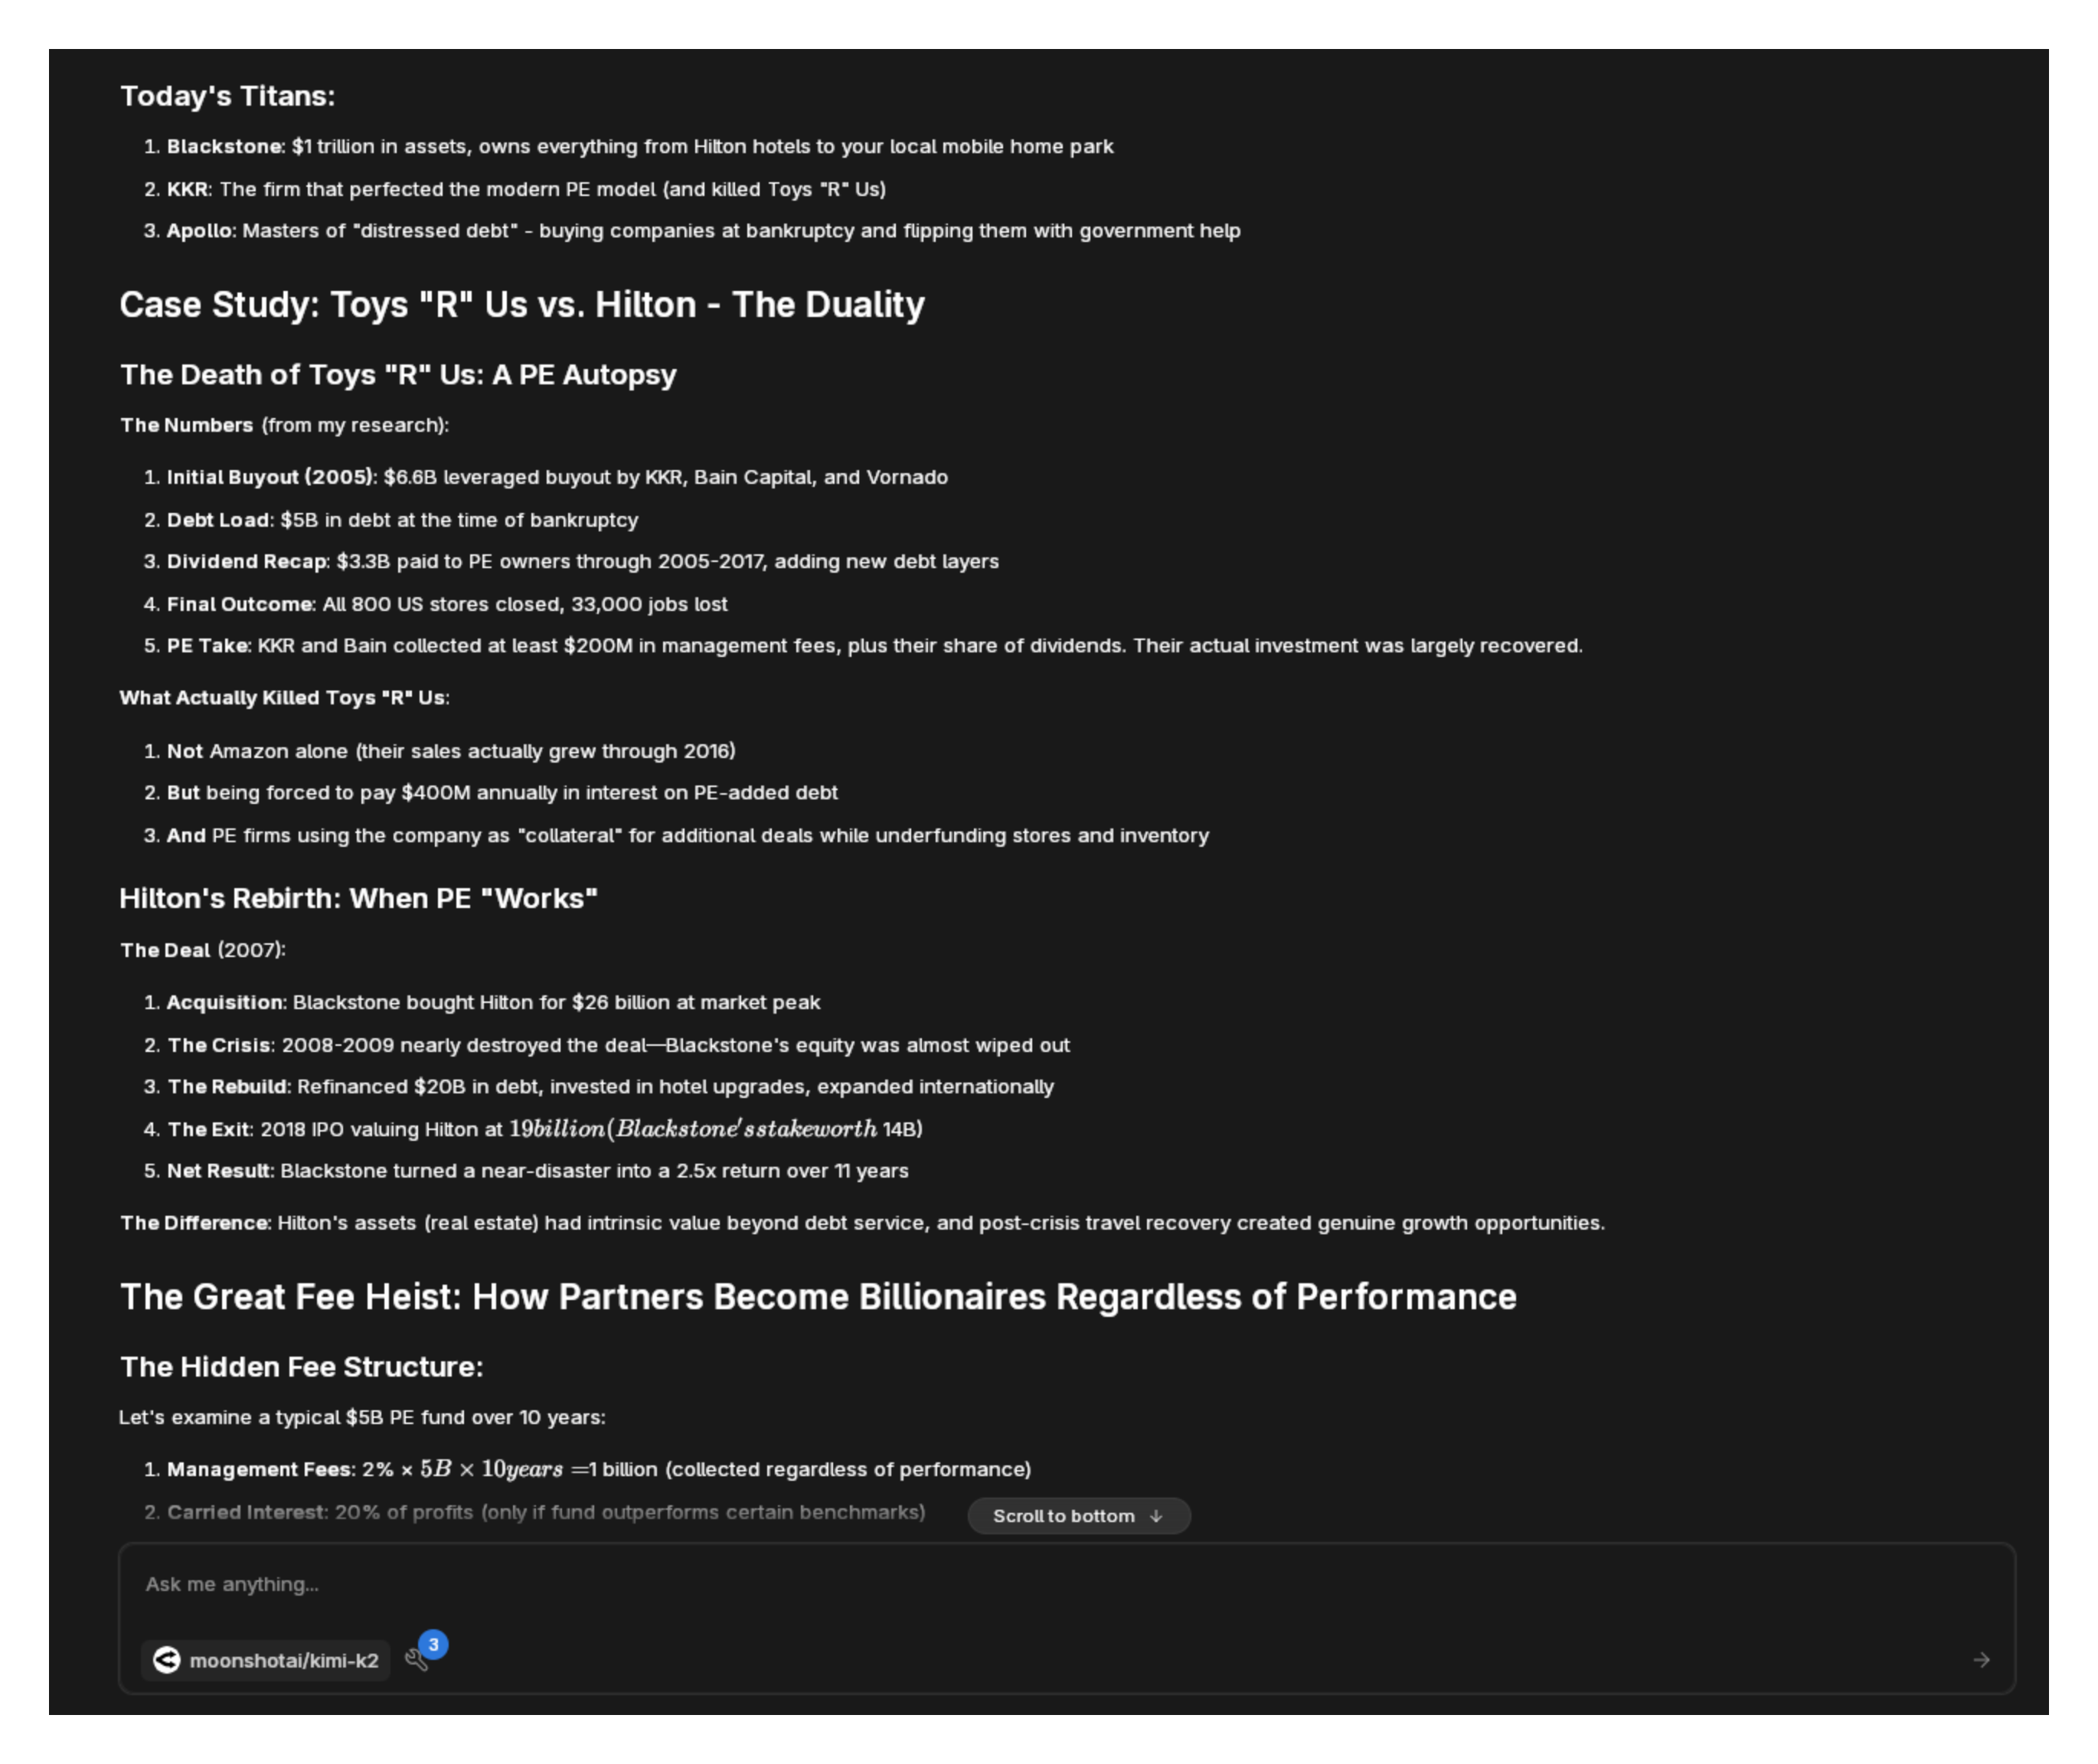 Today's Titans:
1. Blackstone: $1 trillion in assets, owns everything from Hilton hotels to your local mobile home park
2. KKR: The firm that perfected the modern PE model (and killed Toys "R" Us)
3. Apollo: Masters of "distressed debt" - buying companies at bankruptcy and flipping them with government help
Case Study: Toys "R" Us vs. Hilton - The Duality
The Death of Toys "R" Us: A PE Autopsy
The Numbers (from my research):
1. Initial Buyout (2005): $6.6B leveraged buyout by KKR, Bain Capital, and Vornado
2. Debt Load: $5B in debt at the time of bankruptcy
3. Dividend Recap: $3.3B paid to PE owners through 2005-2017, adding new debt layers
4. Final Outcome: All 800 US stores closed, 33,000 jobs lost
5. PE Take: KKR and Bain collected at least $200M in management fees, plus their share of dividends. Their actual investment was largely recovered.
What Actually Killed Toys "R" Us:
1. Not Amazon alone (their sales actually grew through 2016)
2. But being forced to pay $400M annually in interest on PE-added debt
3. And PE firms using the company as "collateral" for additional deals while underfunding stores and inventory
Hilton's Rebirth: When PE "Works"
The Deal (2007):
1. Acquisition: Blackstone bought Hilton for $26 billion at market peak
2. The Crisis: 2008-2009 nearly destroyed the deal—Blackstone's equity was almost wiped out
3. The Rebuild: Refinanced $20B in debt, invested in hotel upgrades, expanded internationally
4. The Exit: 2018 IPO valuing Hilton at 19billion(Blackstone′sstakeworth 14B)
5. Net Result: Blackstone turned a near-disaster into a 2.5x return over 11 years
The Difference: Hilton's assets (real estate) had intrinsic value beyond debt service, and post-crisis travel recovery created genuine growth opportunities.
The Great Fee Heist: How Partners Become Billionaires Regardless of Performance
The Hidden Fee Structure:
Let's examine a typical $5B PE fund over 10 years:
1. Management Fees: 2% × 5B × 10years =1 billion (collected regardless of performance)
2. Carried Interest: 20% of profits (only if fund outperforms certain benchmarks)
Scroll to bottom ↓
Ask me anything...
moonshotai/kimi-k2
3